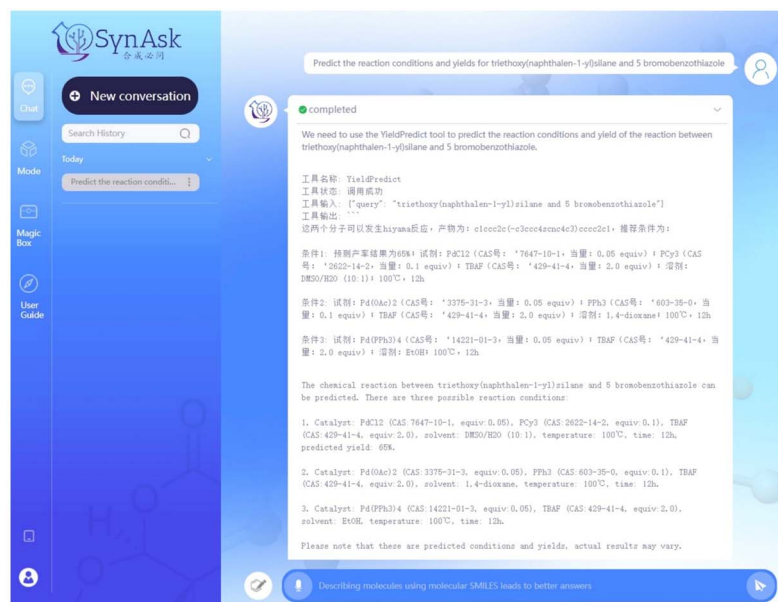 SynAsk
合成必问
Predict the reaction conditions and yields for triethoxy(naphthalen-1-yl)silane and 5 bromobenzothiazole
Chat
New conversation
completed
Search History
We need to use the YieldPredict tool to predict the reaction conditions and yield of the reaction between
triethoxy(naphthalen-1-yl)silane and 5 bromobenzothiazole.
Today
Mode
Predict the reaction conditi...
工具名称: YieldPredict
工具状态: 调用成功
工具输入: {"query": "triethoxy(naphthalen-1-yl)silane and 5 bromobenzothiazole"}
工具输出: ```
这两个分子可以发生hiyama反应，产物为: c1ccc2c(-c3ccc4scnc4c3)cccc2c1，推荐条件为:
Magic
Box
条件1: 预测产率结果为65%; 试剂: PdCl2 (CAS号: '7647-10-1，当量: 0.05 equiv) ; PCy3 (CAS
号: '2622-14-2，当量: 0.1 equiv) ; TBAF (CAS号: '429-41-4，当量: 2.0 equiv) ; 溶剂:
DMSO/H2O (10:1); 100℃，12h
User
Guide
条件2: 试剂: Pd(OAc)2 (CAS号: '3375-31-3，当量: 0.05 equiv) ; PPh3 (CAS号: '603-35-0，当
量: 0.1 equiv) ; TBAF (CAS号: '429-41-4，当量: 2.0 equiv) ; 溶剂: 1,4-dioxane; 100℃，12h
条件3: 试剂: Pd(PPh3)4 (CAS号: '14221-01-3，当量: 0.05 equiv) ; TBAF (CAS号: '429-41-4，当
量: 2.0 equiv) ; 溶剂: EtOH; 100℃，12h
The chemical reaction between triethoxy(naphthalen-1-yl)silane and 5 bromobenzothiazole can
be predicted. There are three possible reaction conditions:
1. Catalyst: PdCl2 (CAS:7647-10-1, equiv:0.05), PCy3 (CAS:2622-14-2, equiv:0.1), TBAF
(CAS:429-41-4, equiv:2.0), solvent: DMSO/H2O (10:1), temperature: 100℃, time: 12h,
predicted yield: 65%.
2. Catalyst: Pd(OAc)2 (CAS:3375-31-3, equiv:0.05), PPh3 (CAS:603-35-0, equiv:0.1), TBAF
(CAS:429-41-4, equiv:2.0), solvent: 1,4-dioxane, temperature: 100℃, time: 12h.
3. Catalyst: Pd(PPh3)4 (CAS:14221-01-3, equiv:0.05), TBAF (CAS:429-41-4, equiv:2.0),
solvent: EtOH, temperature: 100℃, time: 12h.
Please note that these are predicted conditions and yields, actual results may vary.
Describing molecules using molecular SMILES leads to better answers